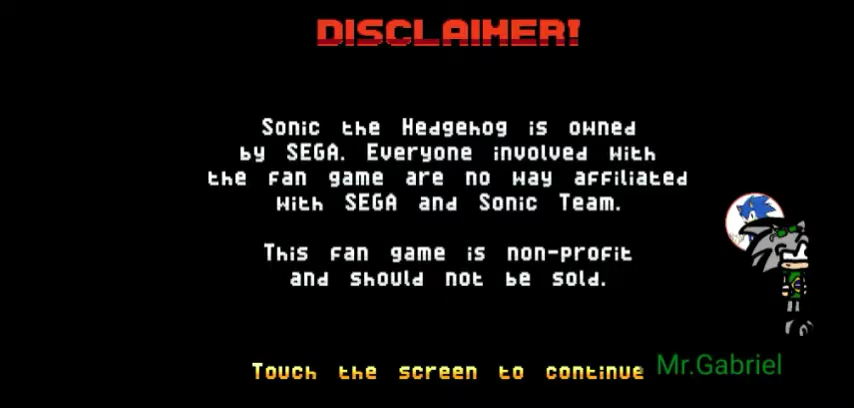 DISCLAIMER!
Sonic the Hedgehog is owned
by SEGA. Everyone involved with
the fan game are no way affiliated
with SEGA and Sonic Team.
This fan game is non-profit
and should not be sold.
Touch the screen to continue
Mr.Gabriel